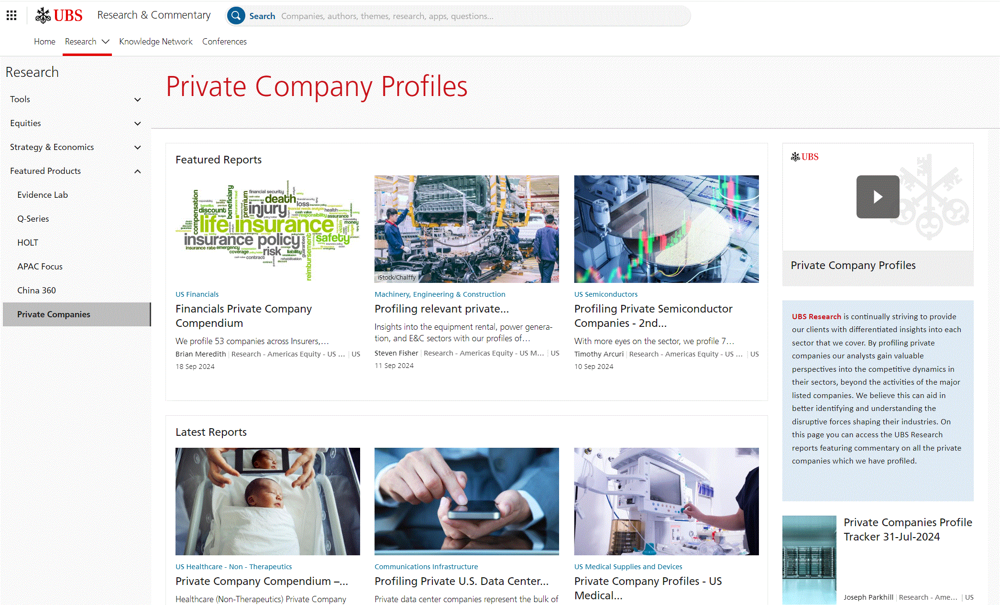 UBS
Research & Commentary
Search Companies, authors, themes, research, apps, questions...
Home
Research
Knowledge Network
Conferences
Research
Tools
Equities
Strategy & Economics
Featured Products
Evidence Lab
Q-Series
HOLT
APAC Focus
China 360
Private Companies
Private Company Profiles
Featured Reports
financial security
death
loss
injury
premium
beneficiary
compensation
discount
health
responsibility
assurance
money
life insurance
insurance policy
safety
insurance rate
emergency
coverage
risk
liability
contract
rehabilitation
guarantee
reimbursement
victim
US Financials
Financials Private Company
Compendium
We profile 53 companies across Insurers,...
Brian Meredith | Research - Americas Equity - US ... | US
18 Sep 2024
iStock/Chalffy
Machinery, Engineering & Construction
Profiling relevant private...
Insights into the equipment rental, power genera-
tion, and E&C sectors with our profiles of...
Steven Fisher | Research - Americas Equity - US M... | US
11 Sep 2024
US Semiconductors
Profiling Private Semiconductor
Companies - 2nd...
With more eyes on the sector, we profile 7...
Timothy Arcuri | Research - Americas Equity - US ... | US
10 Sep 2024
Latest Reports
US Healthcare - Non - Therapeutics
Private Company Compendium –...
Healthcare (Non-Therapeutics) Private Company
Communications Infrastructure
Profiling Private U.S. Data Center...
Private data center companies represent the bulk of
US Medical Supplies and Devices
Private Company Profiles - US
Medical...
UBS
Private Company Profiles
UBS Research is continually striving to provide
our clients with differentiated insights into each
sector that we cover. By profiling private
companies our analysts gain valuable
perspectives into the competitive dynamics in
their sectors, beyond the activities of the major
listed companies. We believe this can aid in
better identifying and understanding the
disruptive forces shaping their industries. On
this page you can access the UBS Research
reports featuring commentary on all the private
companies which we have profiled.
Private Companies Profile
Tracker 31-Jul-2024
Joseph Parkhill | Research - Ame... | US